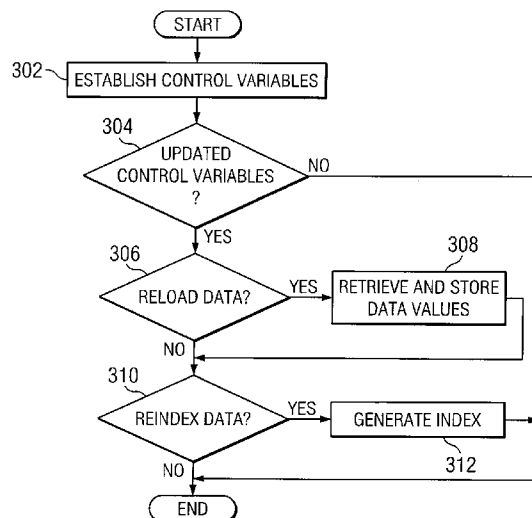 START
302
ESTABLISH CONTROL VARIABLES
304
UPDATED
CONTROL VARIABLES
?
NO
YES
306
RELOAD DATA?
YES
308
RETRIEVE AND STORE
DATA VALUES
NO
310
REINDEX DATA?
YES
GENERATE INDEX
312
NO
END